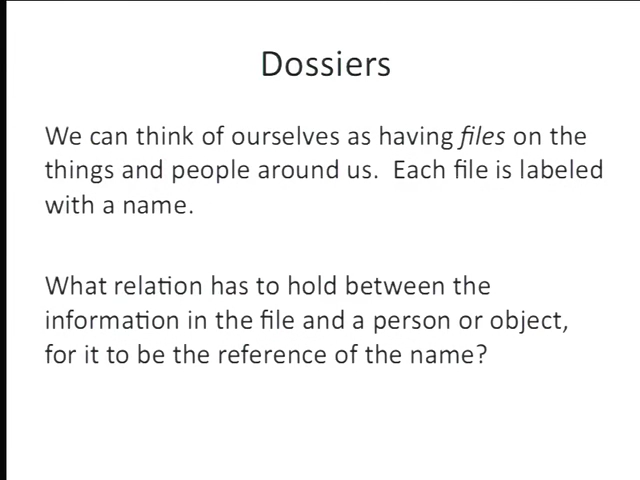 Dossiers
We can think of ourselves as having files on the
things and people around us. Each file is labeled
with a name.
What relation has to hold between the
information in the file and a person or object,
for it to be the reference of the name?